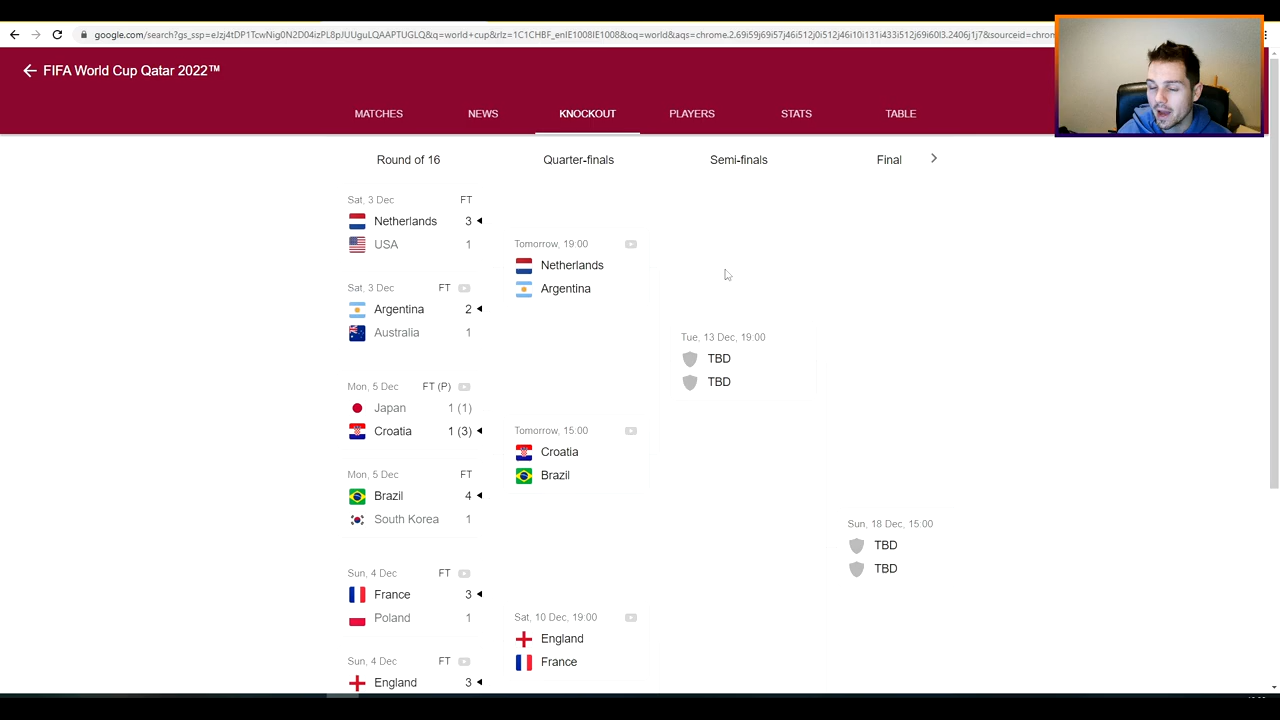 google.com/search?gs_ssp=eJzj4tDP1TcwNig0N2D04izPL8pJUUguLQAAPTUGLQ&q=world+cup&rlz=1C1CHBF_enIE1008IE1008&oq=world&aqs=chrome.2.69i59j69i57j46i512j0i512j46i10i131i433i512j69i60l3.2406j1j7&sourceid=chrom
FIFA World Cup Qatar 2022™
MATCHES NEWS KNOCKOUT PLAYERS STATS TABLE
Round of 16 Quarter-finals Semi-finals Final
Sat, 3 Dec FT
Netherlands 3
USA 1
Sat, 3 Dec FT
Argentina 2
Australia 1
Mon, 5 Dec FT (P)
Japan 1 (1)
Croatia 1 (3)
Mon, 5 Dec FT
Brazil 4
South Korea 1
Sun, 4 Dec FT
France 3
Poland 1
Sun, 4 Dec FT
England 3
Tomorrow, 19:00
Netherlands
Argentina
Tomorrow, 15:00
Croatia
Brazil
Sat, 10 Dec, 19:00
England
France
Tue, 13 Dec, 19:00
TBD
TBD
Sun, 18 Dec, 15:00
TBD
TBD